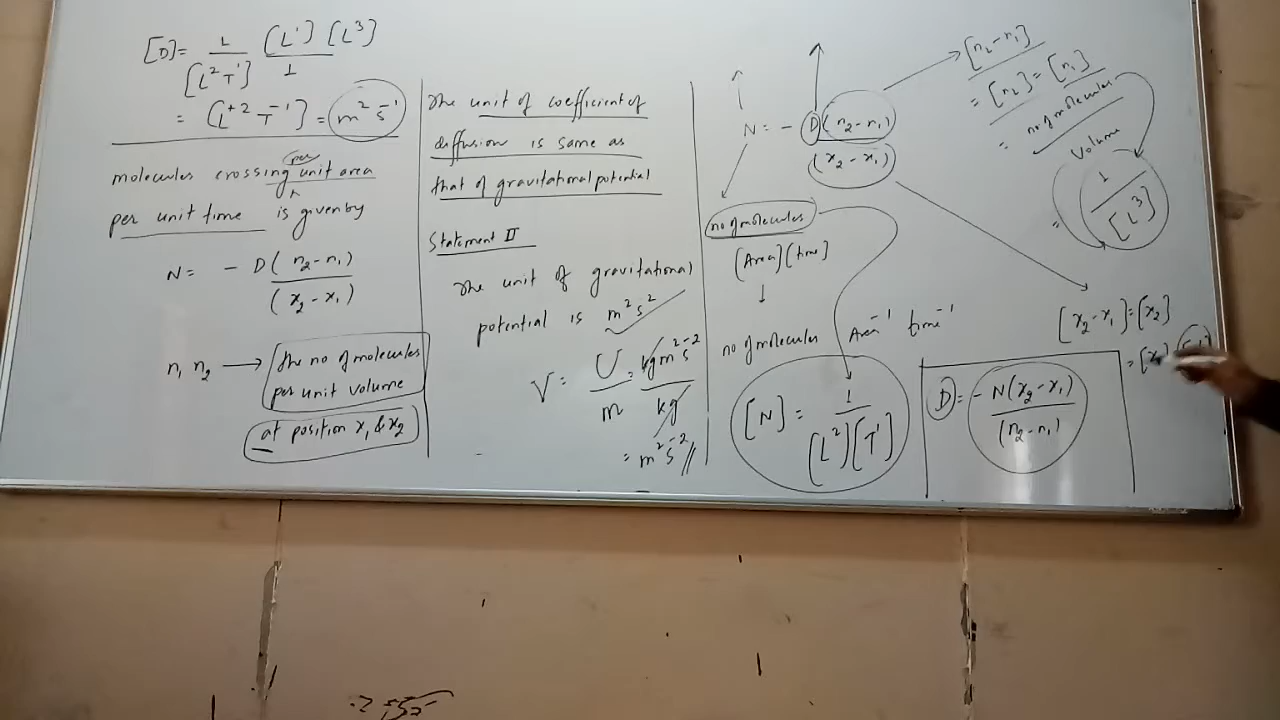 [D] = L / [L² T¹] [L¹] [L³] / 1
= [L⁺² T⁻¹] = m² s⁻¹
molecules crossing per unit area
per unit time is given by
N = - D (n₂ - n₁) / (x₂ - x₁)
n₁ n₂ → the no of molecules
per unit volume
at position x₁ & x₂
The unit of coefficient of
diffusion is same as
that of gravitational potential
Statement II
The unit of gravitational
potential is m² s²
V = U / m = kg m² s⁻² / kg
= m² s⁻²
N = - D (n₂ - n₁) / (x₂ - x₁)
no of molecules
[Area] [time]
↓
no of molecules Area⁻¹ time⁻¹
[N] = 1 / [L²] [T¹]
[n₂ - n₁]
= [n₂] = [n₁]
= no of molecules / Volume
= 1 / [L³]
[x₂ - x₁] = [x₂]
= [x₁]
D = - N (x₂ - x₁) / (n₂ - n₁)